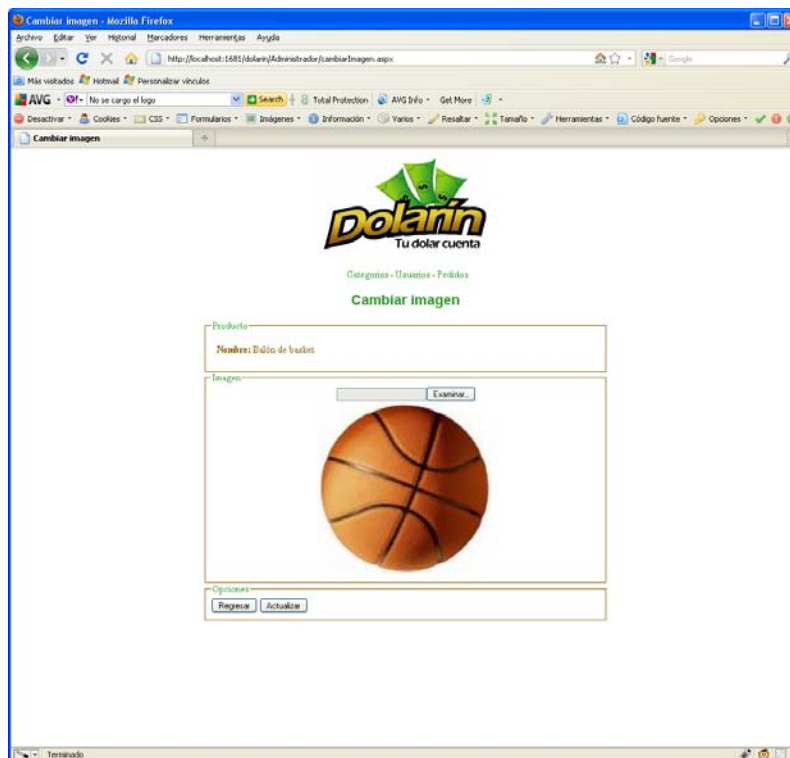 Cambiar imagen - Mozilla Firefox
Archivo Editar Ver Historial Marcadores Herramientas Ayuda
http://localhost:1681/dolarin/Administrador/cambiarImagen.aspx Google
Más visitados Hotmail Personalizar vínculos
AVG Y! No se cargo el logo Search Total Protection AVG Info Get More
Desactivar Cookies CSS Formularios Imágenes Información Varios Resaltar Tamaño Herramientas Código fuente Opciones
Cambiar imagen
Dolarín
Tu dolar cuenta
Categorias - Usuarios - Pedidos
Cambiar imagen
Producto
Nombre: Balón de basket
Imagen
Examinar...
Opciones
Regresar Actualizar
Terminado